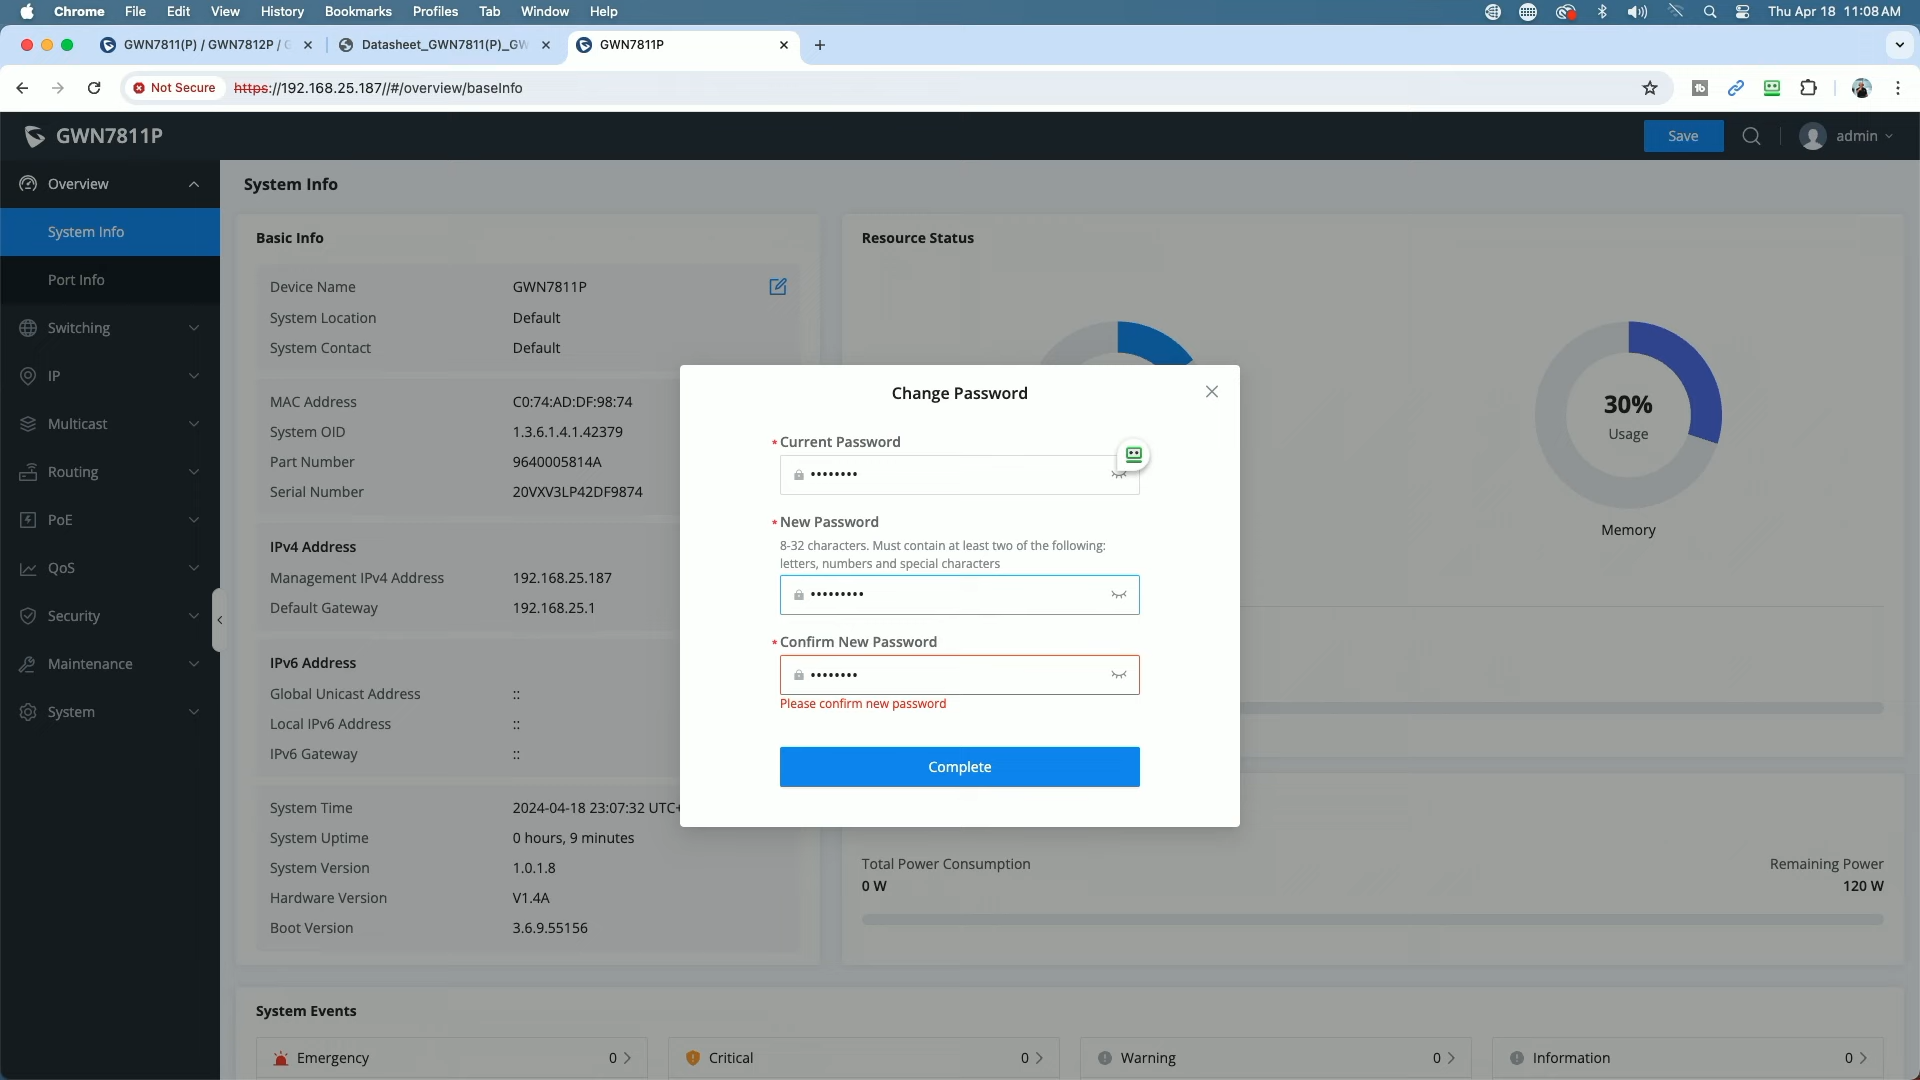 Chrome File Edit View History Bookmarks Profiles Tab Window Help Thu Apr 18 11:08 AM
GWN7811(P) / GWN7812P / Datasheet_GWN7811(P)_GW GWN7811P
Not Secure https://192.168.25.187//#/overview/baseInfo
GWN7811P Save admin
Overview
System Info
Port Info
Switching
IP
Multicast
Routing
PoE
QoS
Security
Maintenance
System
System Info
Basic Info
Device Name GWN7811P
System Location Default
System Contact Default
MAC Address C0:74:AD:DF:98:74
System OID 1.3.6.1.4.1.42379
Part Number 9640005814A
Serial Number 20VXV3LP42DF9874
IPv4 Address
Management IPv4 Address 192.168.25.187
Default Gateway 192.168.25.1
IPv6 Address
Global Unicast Address ::
Local IPv6 Address ::
IPv6 Gateway ::
System Time 2024-04-18 23:07:32 UTC+
System Uptime 0 hours, 9 minutes
System Version 1.0.1.8
Hardware Version V1.4A
Boot Version 3.6.9.55156
Resource Status
30%
Usage
Memory
Change Password
* Current Password
••••••••
* New Password
8-32 characters. Must contain at least two of the following:
letters, numbers and special characters
•••••••••
* Confirm New Password
••••••••
Please confirm new password
Complete
Total Power Consumption Remaining Power
0 W 120 W
System Events
Emergency 0 Critical 0 Warning 0 Information 0